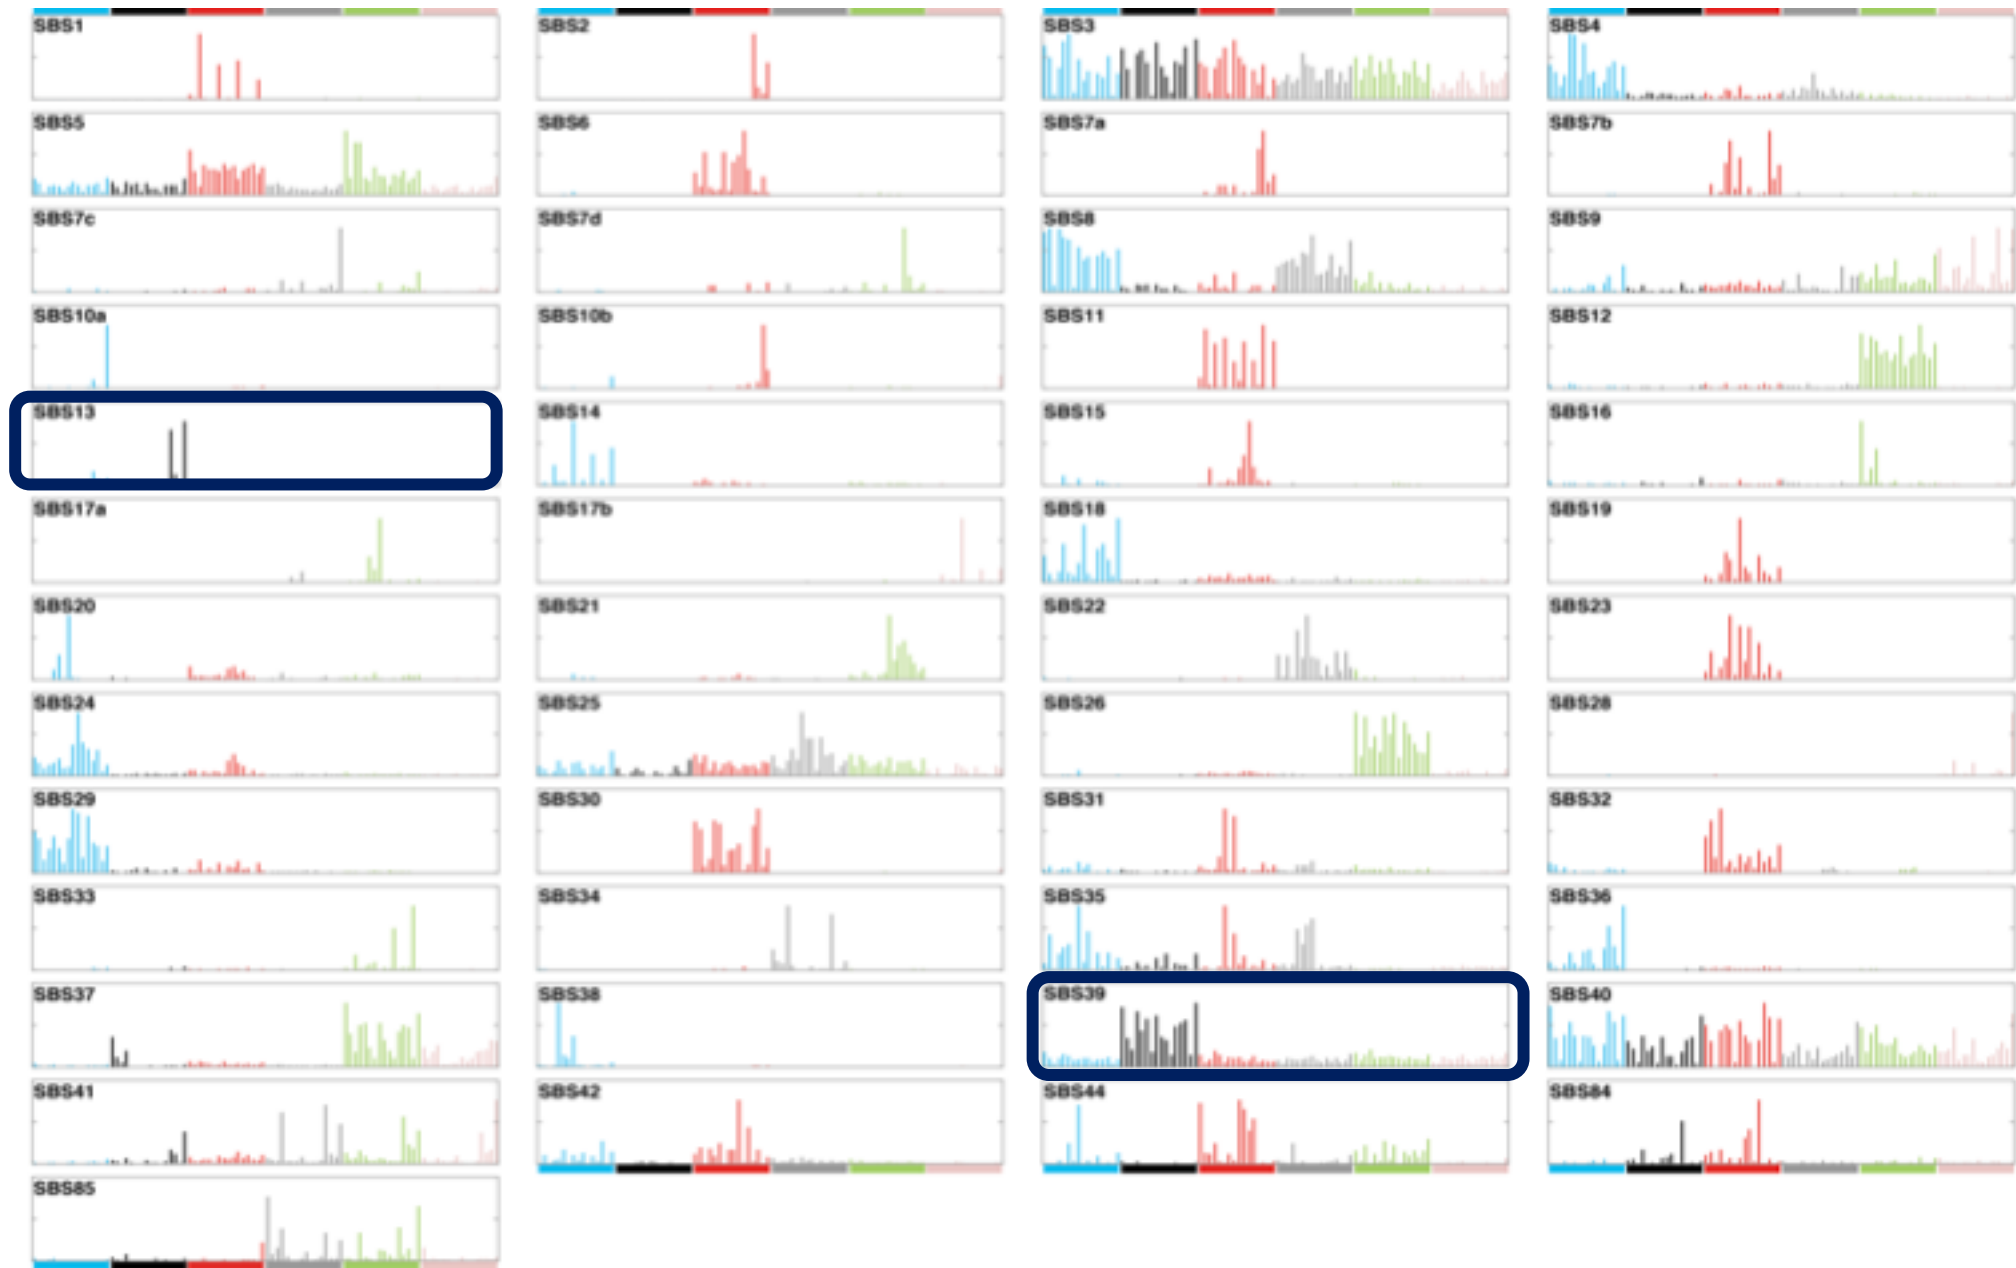 SBS1 SBS2 SBS3 SBS4
SBS5 SBS6 SBS7a SBS7b
SBS7c SBS7d SBS8 SBS9
SBS10a SBS10b SBS11 SBS12
SBS13 SBS14 SBS15 SBS16
SBS17a SBS17b SBS18 SBS19
SBS20 SBS21 SBS22 SBS23
SBS24 SBS25 SBS26 SBS28
SBS29 SBS30 SBS31 SBS32
SBS33 SBS34 SBS35 SBS36
SBS37 SBS38 SBS39 SBS40
SBS41 SBS42 SBS44 SBS84
SBS85